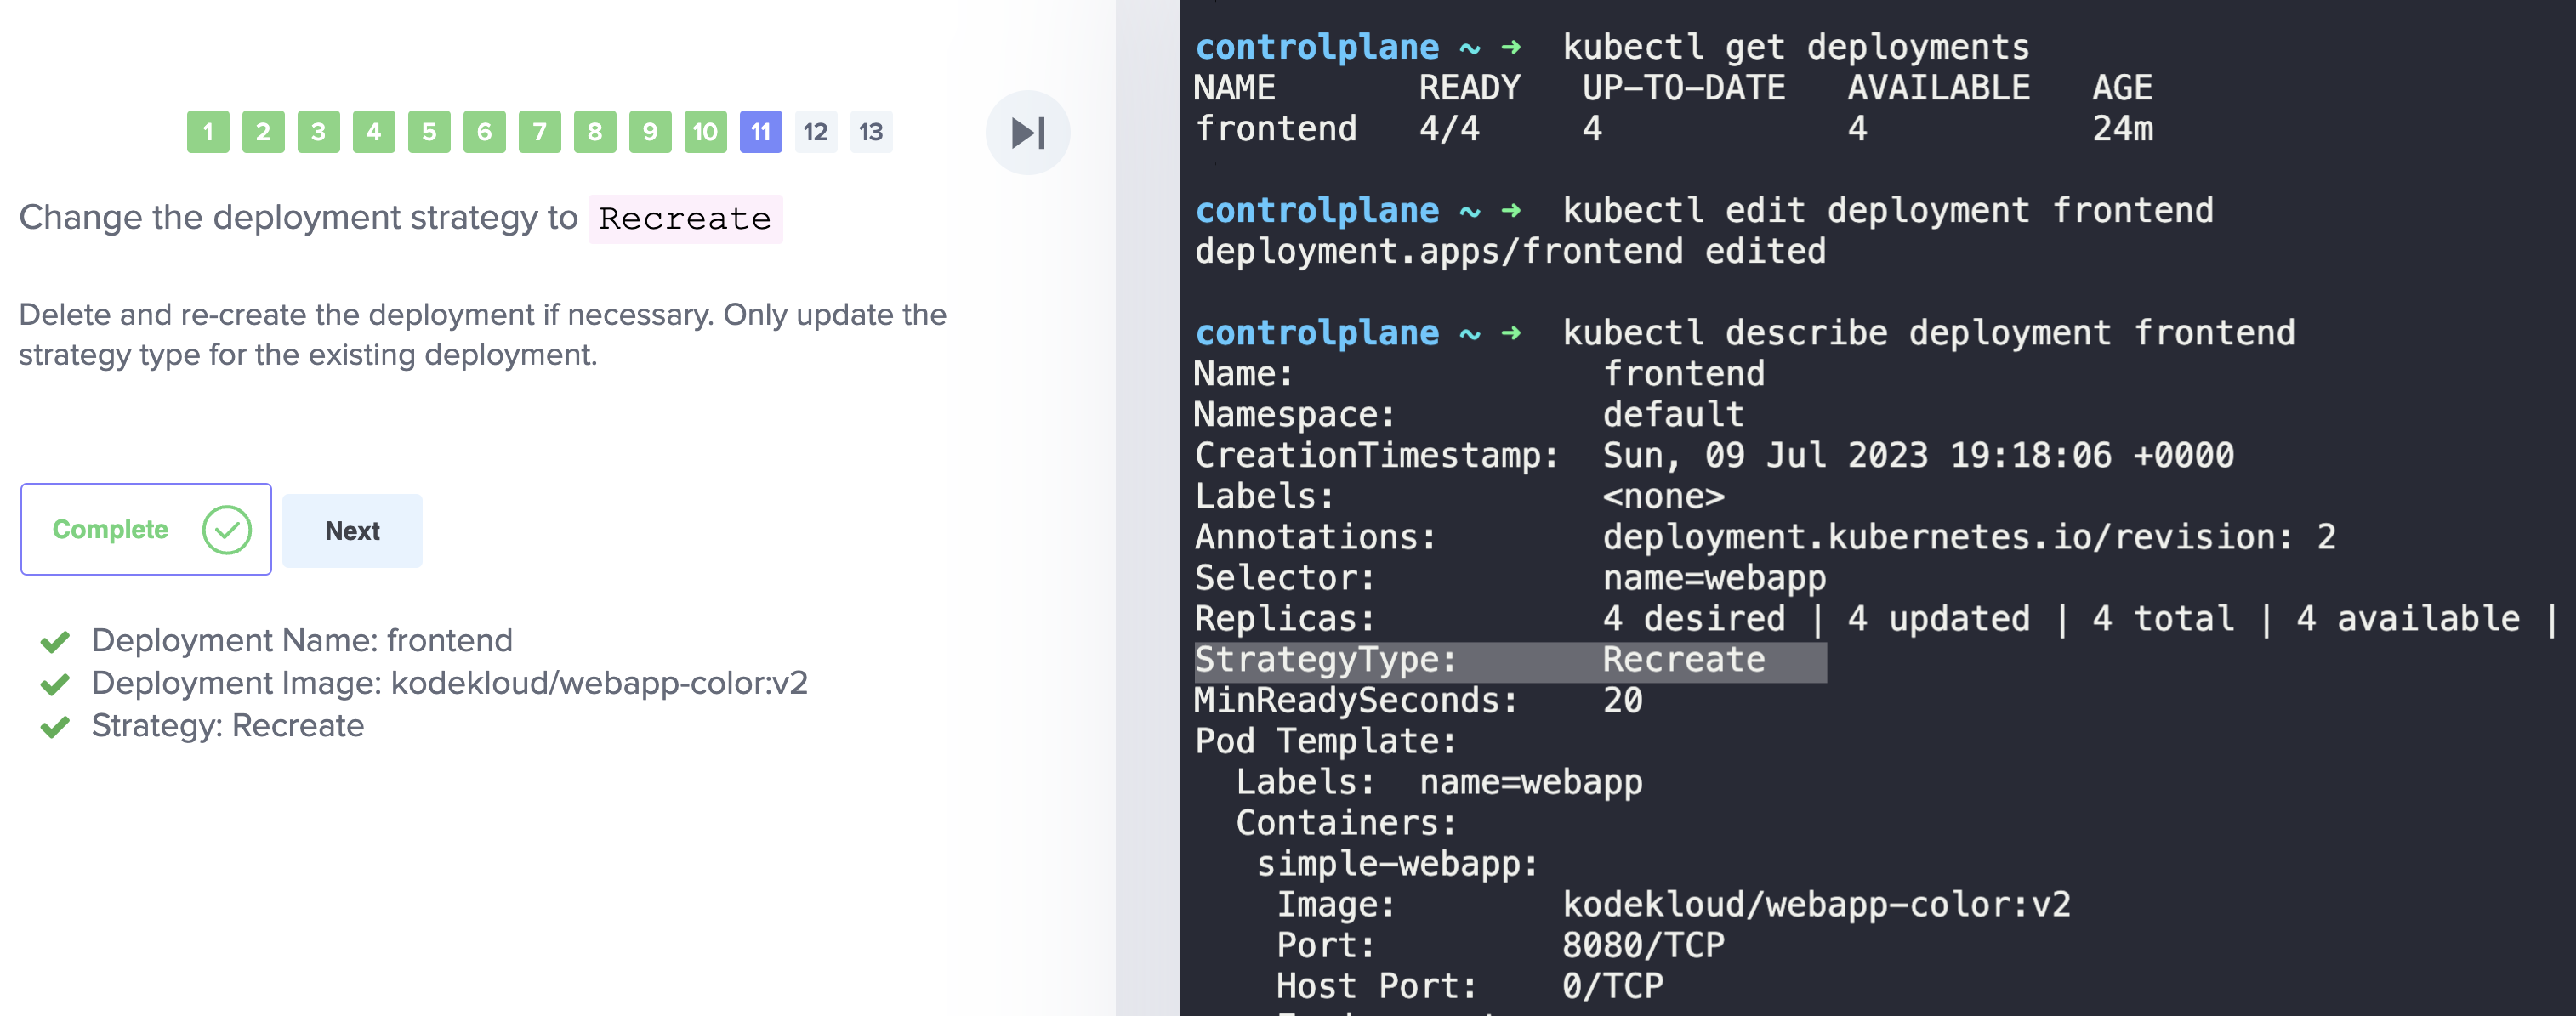 1 2 3 4 5 6 7 8 9 10 11 12 13
Change the deployment strategy to Recreate
Delete and re-create the deployment if necessary. Only update the
strategy type for the existing deployment.
Complete Next
Deployment Name: frontend
Deployment Image: kodekloud/webapp-color:v2
Strategy: Recreate
controlplane ~ ➜  kubectl get deployments
NAME       READY   UP-TO-DATE   AVAILABLE   AGE
frontend   4/4     4            4           24m
controlplane ~ ➜  kubectl edit deployment frontend
deployment.apps/frontend edited
controlplane ~ ➜  kubectl describe deployment frontend
Name:               frontend
Namespace:          default
CreationTimestamp:  Sun, 09 Jul 2023 19:18:06 +0000
Labels:             <none>
Annotations:        deployment.kubernetes.io/revision: 2
Selector:           name=webapp
Replicas:           4 desired | 4 updated | 4 total | 4 available |
StrategyType:       Recreate
MinReadySeconds:    20
Pod Template:
  Labels:  name=webapp
  Containers:
   simple-webapp:
    Image:        kodekloud/webapp-color:v2
    Port:         8080/TCP
    Host Port:    0/TCP